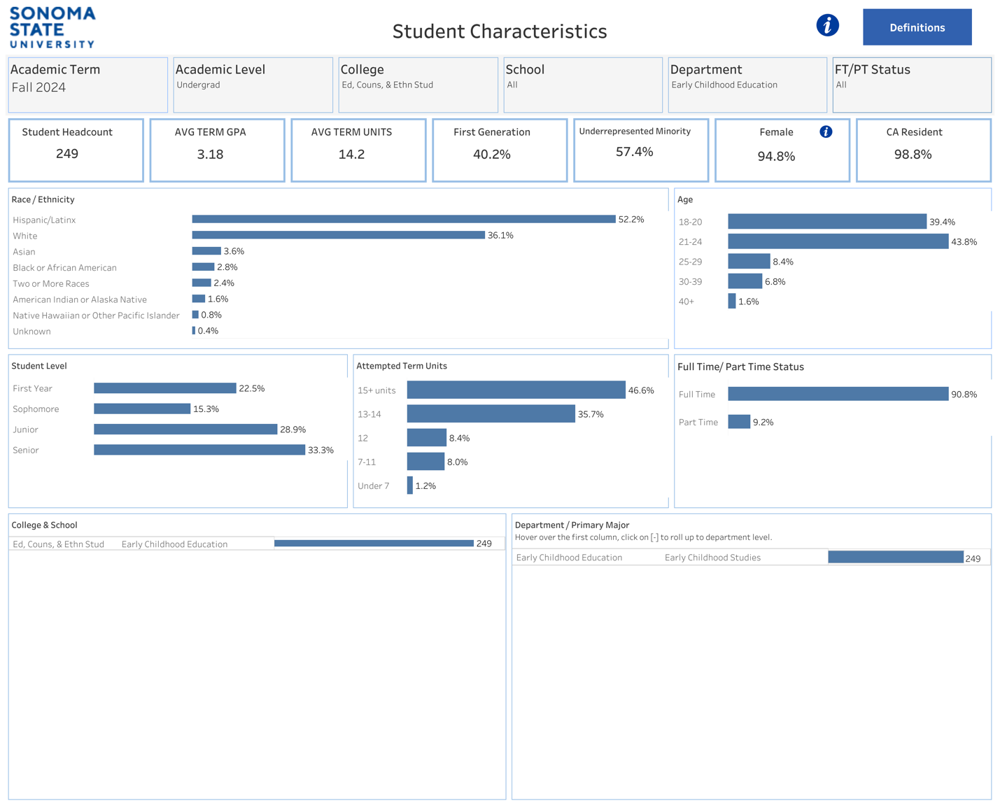 SONOMA
STATE
UNIVERSITY
Student Characteristics
i
Definitions
Academic Term
Fall 2024
Academic Level
Undergrad
College
Ed, Couns, & Ethn Stud
School
All
Department
Early Childhood Education
FT/PT Status
All
Student Headcount
249
AVG TERM GPA
3.18
AVG TERM UNITS
14.2
First Generation
40.2%
Underrepresented Minority
57.4%
Female
i
94.8%
CA Resident
98.8%
Race / Ethnicity
Hispanic/Latinx 52.2%
White 36.1%
Asian 3.6%
Black or African American 2.8%
Two or More Races 2.4%
American Indian or Alaska Native 1.6%
Native Hawaiian or Other Pacific Islander 0.8%
Unknown 0.4%
Age
18-20 39.4%
21-24 43.8%
25-29 8.4%
30-39 6.8%
40+ 1.6%
Student Level
First Year 22.5%
Sophomore 15.3%
Junior 28.9%
Senior 33.3%
Attempted Term Units
15+ units 46.6%
13-14 35.7%
12 8.4%
7-11 8.0%
Under 7 1.2%
Full Time/ Part Time Status
Full Time 90.8%
Part Time 9.2%
College & School
Ed, Couns, & Ethn Stud Early Childhood Education 249
Department / Primary Major
Hover over the first column, click on [-] to roll up to department level.
Early Childhood Education Early Childhood Studies 249